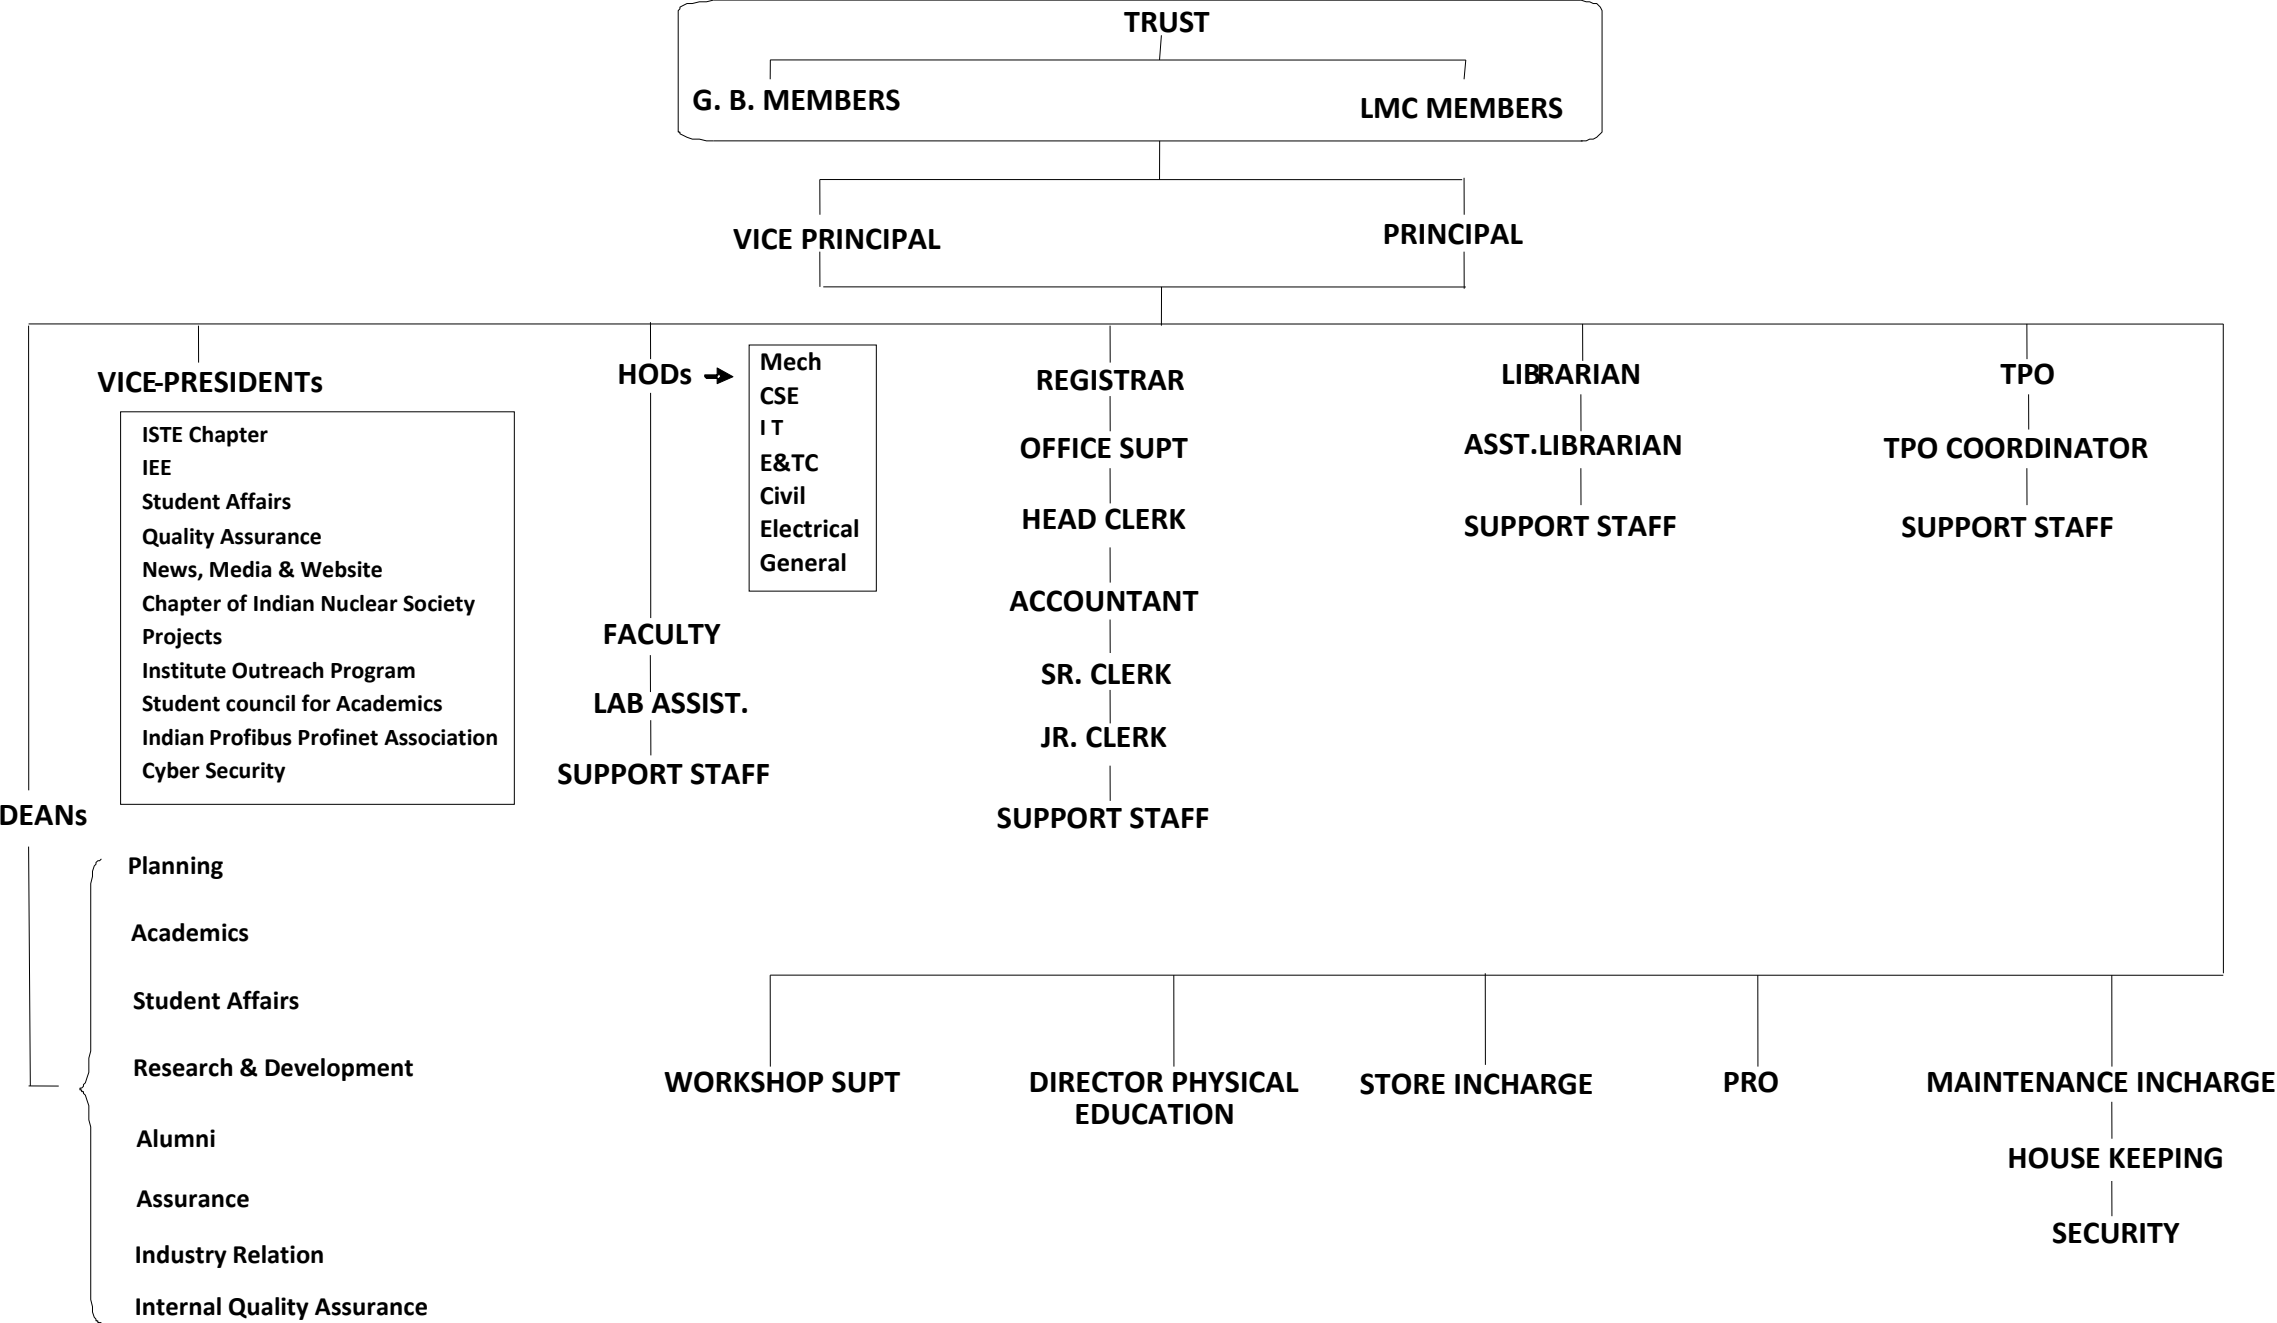 TRUST
G. B. MEMBERS
LMC MEMBERS
VICE PRINCIPAL
PRINCIPAL
VICE-PRESIDENTs
ISTE Chapter
IEE
Student Affairs
Quality Assurance
News, Media & Website
Chapter of Indian Nuclear Society
Projects
Institute Outreach Program
Student council for Academics
Indian Profibus Profinet Association
Cyber Security
HODs
Mech
CSE
I T
E&TC
Civil
Electrical
General
FACULTY
LAB ASSIST.
SUPPORT STAFF
REGISTRAR
OFFICE SUPT
HEAD CLERK
ACCOUNTANT
SR. CLERK
JR. CLERK
SUPPORT STAFF
LIBRARIAN
ASST.LIBRARIAN
SUPPORT STAFF
TPO
TPO COORDINATOR
SUPPORT STAFF
DEANs
Planning
Academics
Student Affairs
Research & Development
Alumni
Assurance
Industry Relation
Internal Quality Assurance
WORKSHOP SUPT
DIRECTOR PHYSICAL
EDUCATION
STORE INCHARGE
PRO
MAINTENANCE INCHARGE
HOUSE KEEPING
SECURITY